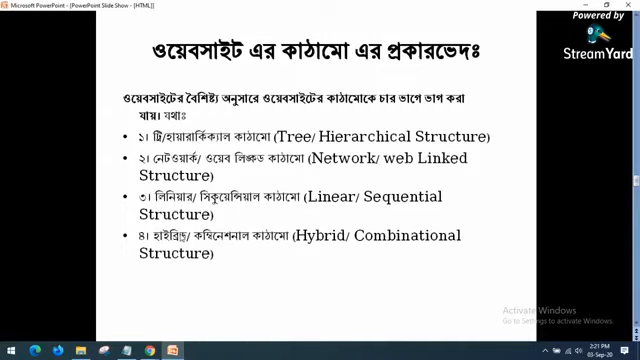 1.pptx - [PowerPoint Slide Show - [HTML]]
Powered by
StreamYard
ওয়েবসাইট এর কাঠামো এর প্রকারভেদঃ
ওয়েবসাইটের বৈশিষ্ট্য অনুসারে ওয়েবসাইটের কাঠামোকে চার ভাগে ভাগ করা
যায়। যথাঃ
• ১। ট্রি/হায়ারার্কিক্যাল কাঠামো (Tree/ Hierarchical Structure)
• ২। নেটওয়ার্ক/ ওয়েব লিঙ্কড কাঠামো (Network/ web Linked
Structure)
• ৩। লিনিয়ার/ সিকুয়েন্সিয়াল কাঠামো (Linear/ Sequential
Structure)
• ৪। হাইব্রিড/ কম্বিনেশনাল কাঠামো (Hybrid/ Combinational
Structure)
Activate Windows
Go to Settings to activate Windows.
2:21 PM
03-Sep-20